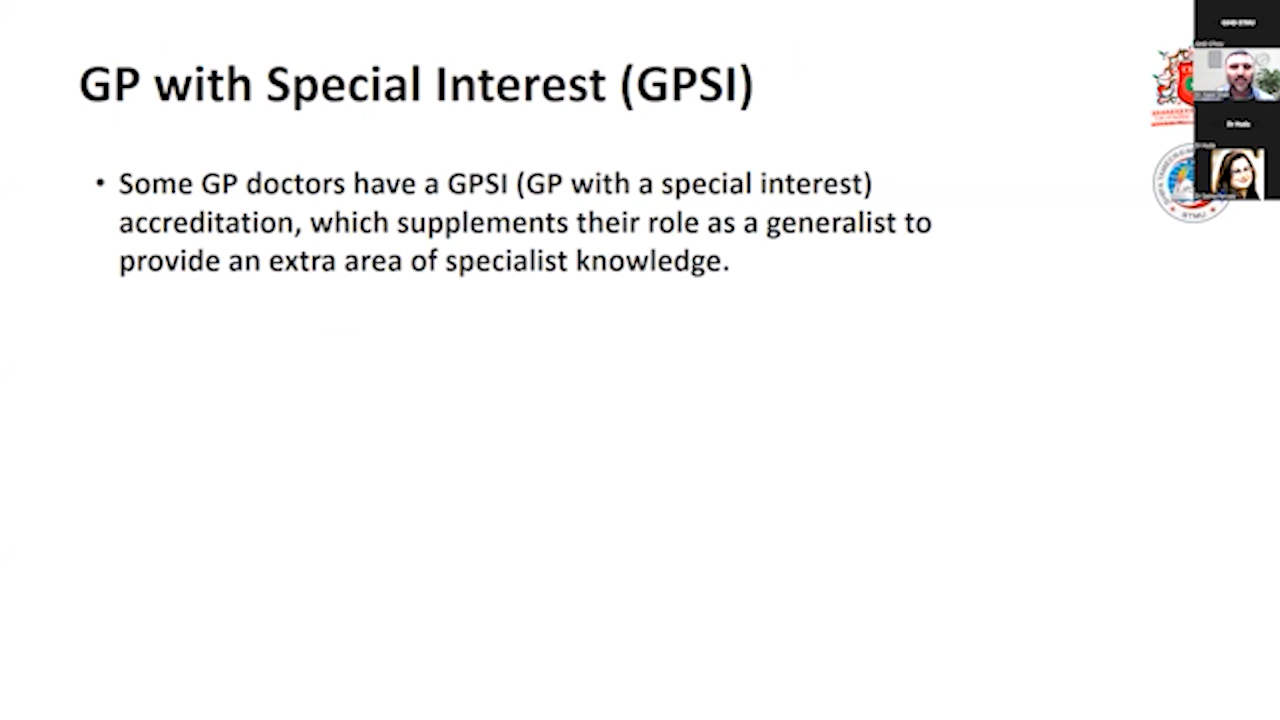 GP with Special Interest (GPSI)
• Some GP doctors have a GPSI (GP with a special interest)
accreditation, which supplements their role as a generalist to
provide an extra area of specialist knowledge.